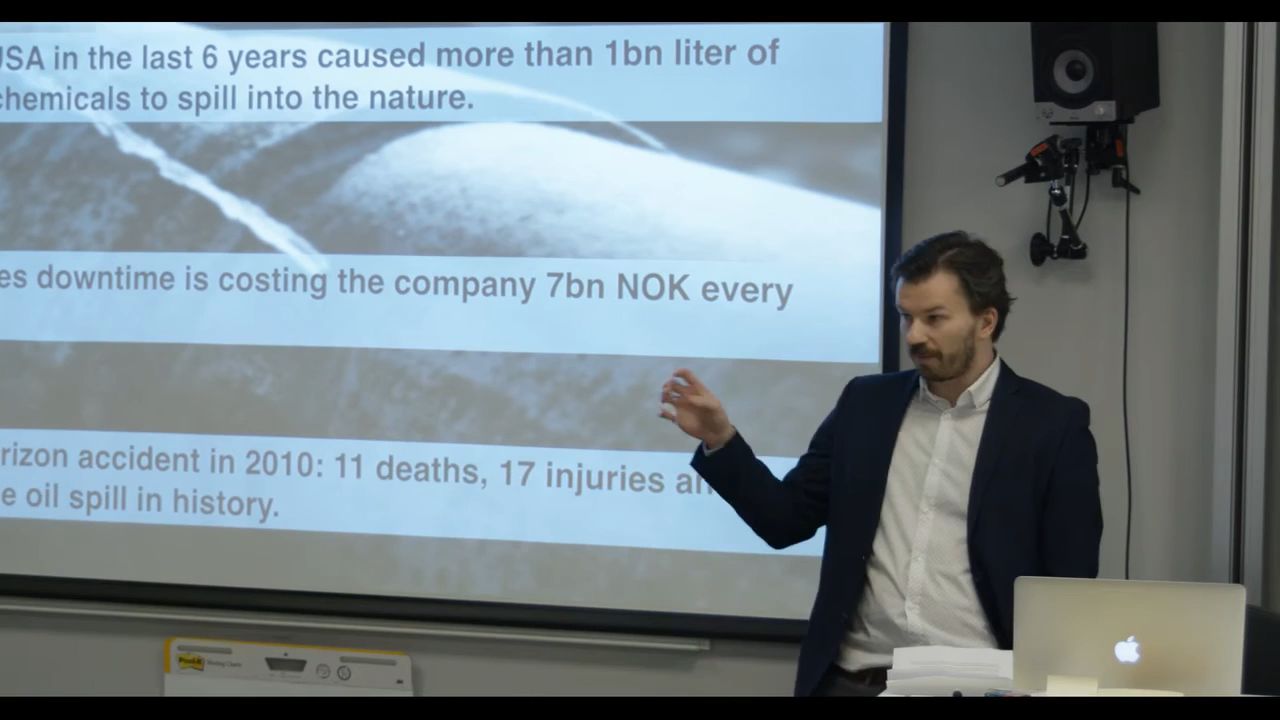 USA in the last 6 years caused more than 1bn liter of
chemicals to spill into the nature.
es downtime is costing the company 7bn NOK every
rizon accident in 2010: 11 deaths, 17 injuries an
e oil spill in history.
Post-it